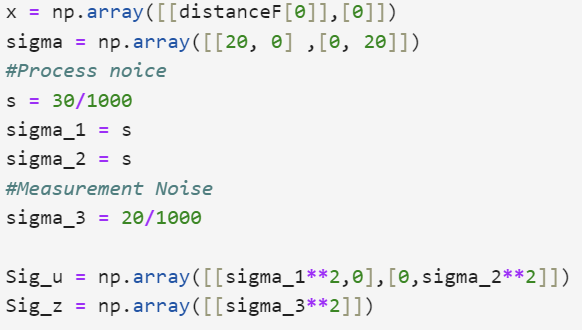 x = np.array([[distanceF[0]],[0]])
sigma = np.array([[20, 0] ,[0, 20]])
#Process noice
s = 30/1000
sigma_1 = s
sigma_2 = s
#Measurement Noise
sigma_3 = 20/1000
Sig_u = np.array([[sigma_1**2,0],[0,sigma_2**2]])
Sig_z = np.array([[sigma_3**2]])